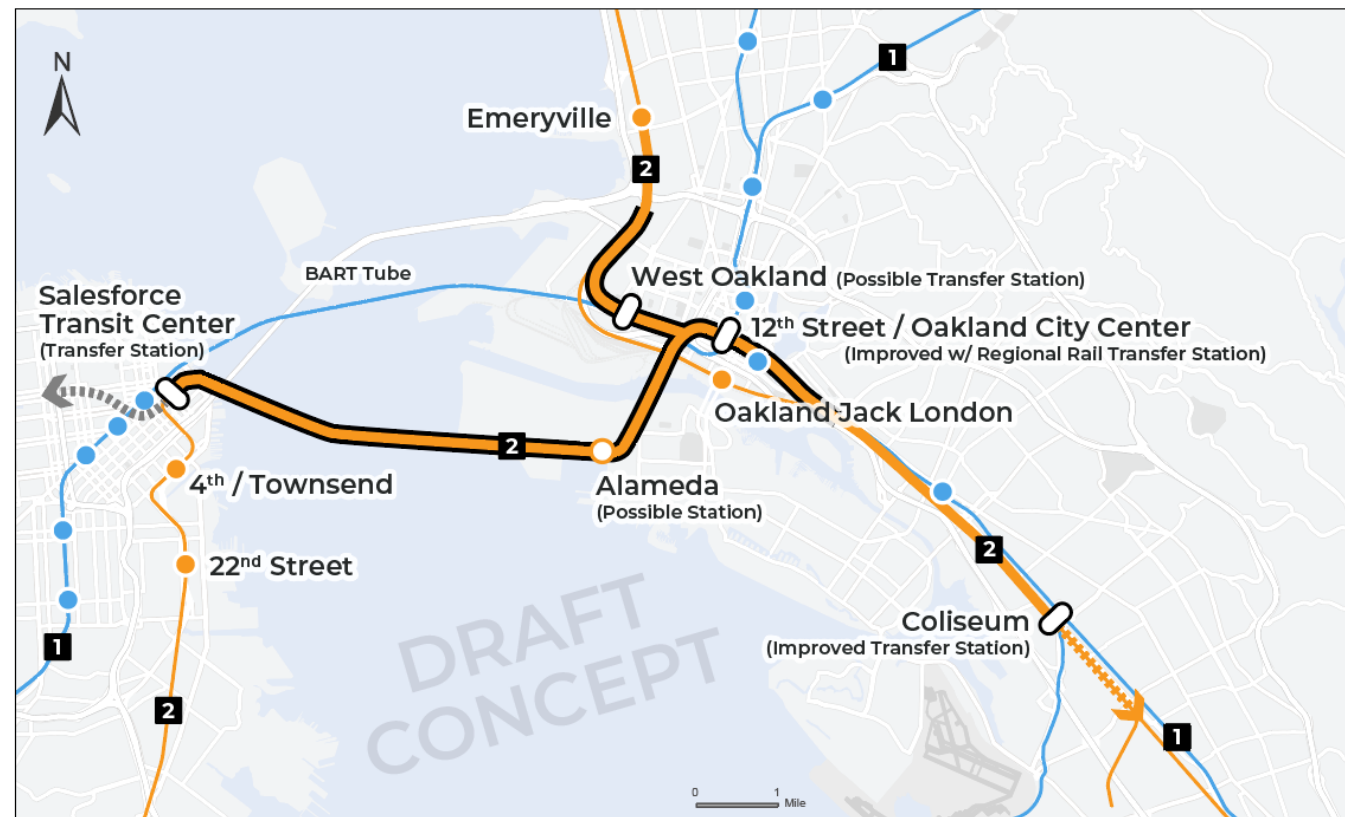 N
1
Emeryville
2
BART Tube
West Oakland (Possible Transfer Station)
Salesforce
Transit Center
(Transfer Station)
12th Street / Oakland City Center
(Improved w/ Regional Rail Transfer Station)
Oakland Jack London
2
4th / Townsend
Alameda
(Possible Station)
22nd Street
2
DRAFT
CONCEPT
Coliseum
(Improved Transfer Station)
1
2
1
0 1
Mile